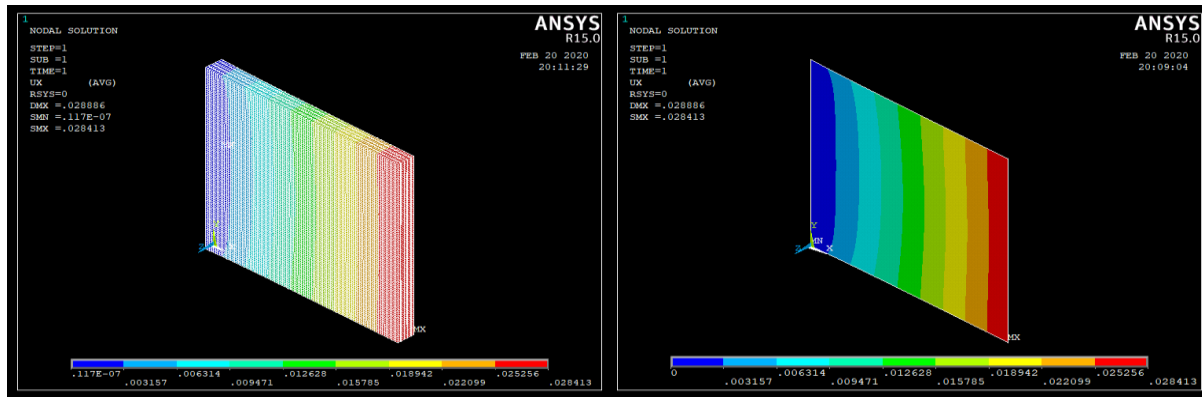 1
ANSYS
R15.0
NODAL SOLUTION
FEB 20 2020
20:11:29
STEP=1
SUB =1
TIME=1
UX (AVG)
RSYS=0
DMX =.028886
SMN =.117E-07
SMX =.028413
Y
Z X
MX
.117E-07 .006314 .012628 .018942 .025256
.003157 .009471 .015785 .022099 .028413
1
ANSYS
R15.0
NODAL SOLUTION
FEB 20 2020
20:09:04
STEP=1
SUB =1
TIME=1
UX (AVG)
RSYS=0
DMX =.028886
SMX =.028413
Y
MN
Z X
MX
0 .006314 .012628 .018942 .025256
.003157 .009471 .015785 .022099 .028413